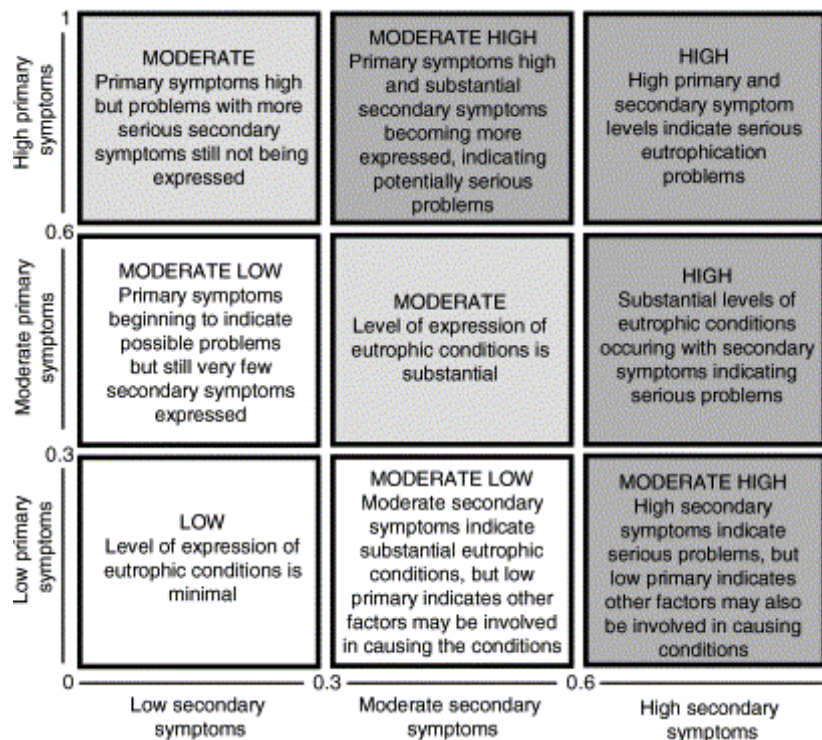 1
High primary
symptoms
MODERATE
Primary symptoms high
but problems with more
serious secondary
symptoms still not being
expressed
MODERATE HIGH
Primary symptoms high
and substantial
secondary symptoms
becoming more
expressed, indicating
potentially serious
problems
HIGH
High primary and
secondary symptom
levels indicate serious
eutrophication
problems
0.6
Moderate primary
symptoms
MODERATE LOW
Primary symptoms
beginning to indicate
possible problems
but still very few
secondary symptoms
expressed
MODERATE
Level of expression of
eutrophic conditions is
substantial
HIGH
Substantial levels of
eutrophic conditions
occuring with secondary
symptoms indicating
serious problems
0.3
Low primary
symptoms
LOW
Level of expression of
eutrophic conditions is
minimal
MODERATE LOW
Moderate secondary
symptoms indicate
substantial eutrophic
conditions, but low
primary indicates other
factors may be involved
in causing the conditions
MODERATE HIGH
High secondary
symptoms indicate
serious problems, but
low primary indicates
other factors may also
be involved in causing
conditions
0
0.3
0.6
Low secondary
symptoms
Moderate secondary
symptoms
High secondary
symptoms